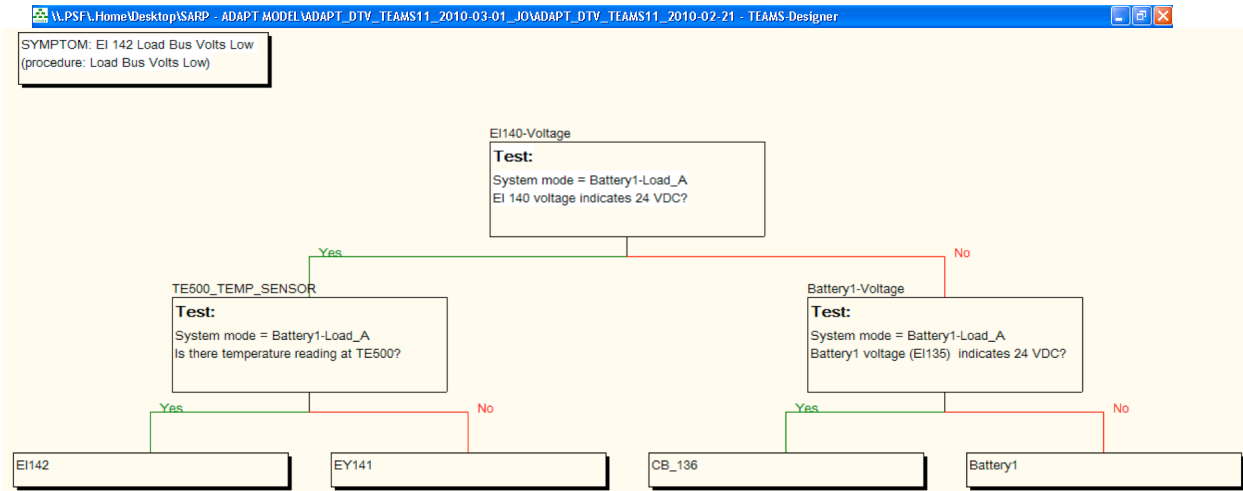 \\.PSF\.Home\Desktop\SARP - ADAPT MODEL\ADAPT_DTV_TEAMS11_2010-03-01_JO\ADAPT_DTV_TEAMS11_2010-02-21 - TEAMS-Designer
SYMPTOM: EI 142 Load Bus Volts Low
(procedure: Load Bus Volts Low)
EI140-Voltage
Test:
System mode = Battery1-Load_A
EI 140 voltage indicates 24 VDC?
Yes
No
TE500_TEMP_SENSOR
Test:
System mode = Battery1-Load_A
Is there temperature reading at TE500?
Battery1-Voltage
Test:
System mode = Battery1-Load_A
Battery1 voltage (EI135) indicates 24 VDC?
Yes
No
Yes
No
EI142
EY141
CB_136
Battery1